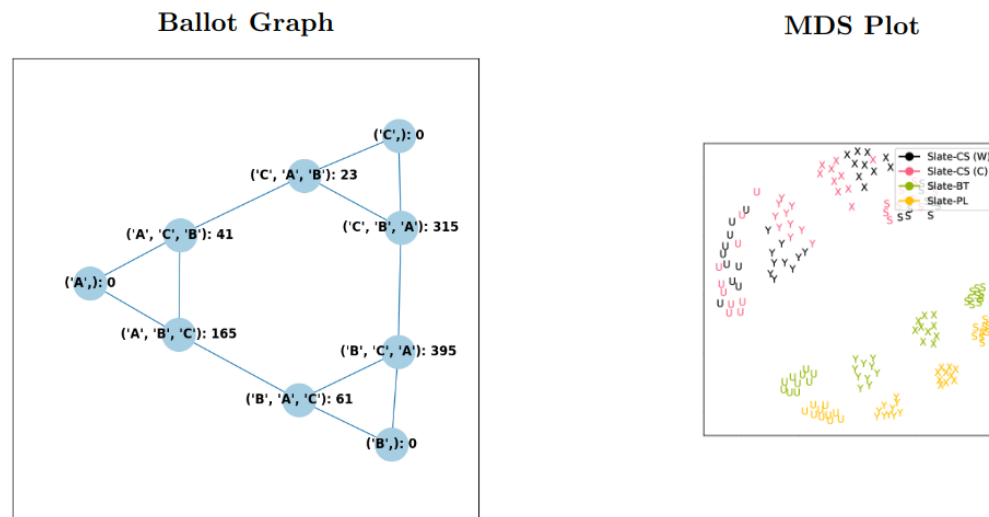 Ballot Graph
MDS Plot
('C',): 0
('C', 'A', 'B'): 23
('C', 'B', 'A'): 315
('A', 'C', 'B'): 41
('A',): 0
('A', 'B', 'C'): 165
('B', 'C', 'A'): 395
('B', 'A', 'C'): 61
('B',): 0
Slate-CS (W)
Slate-CS (C)
Slate-BT
Slate-PL